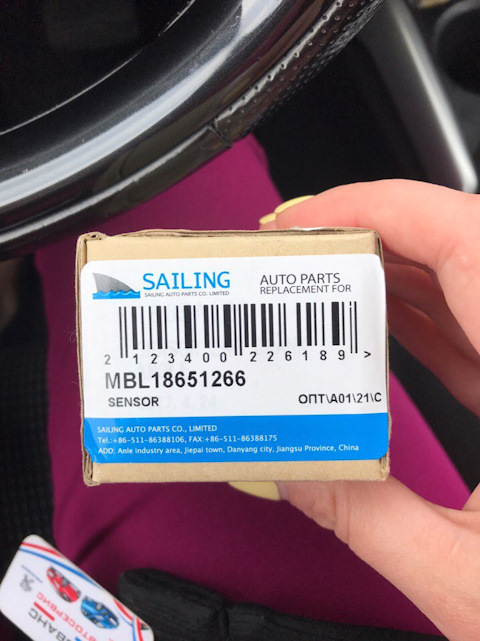 SAILING
SAILING AUTO PARTS CO. LIMITED
AUTO PARTS
REPLACEMENT FOR
2 123400 226189 >
MBL18651266
SENSOR
ОПТ\А01\21\С
SAILING AUTO PARTS CO., LIMITED
Tel.:+86-511-86388106, FAX:+86-511-86388175
ADD: Anle industry area, Jiepai town, Danyang city, Jiangsu Province, China